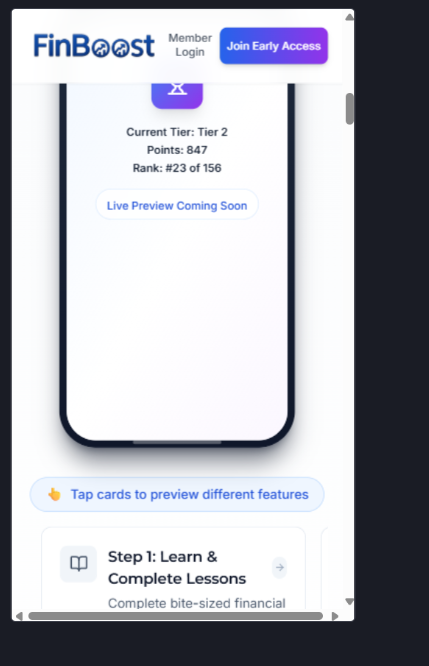 FinBoost
Member
Login
Join Early Access
Current Tier: Tier 2
Points: 847
Rank: #23 of 156
Live Preview Coming Soon
👆 Tap cards to preview different features
Step 1: Learn &
Complete Lessons
Complete bite-sized financial